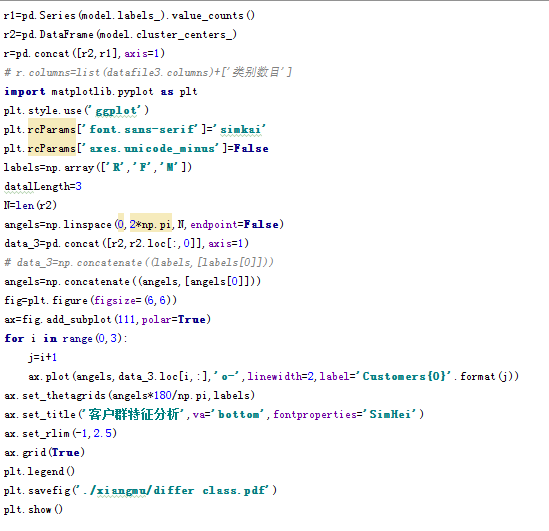 r1=pd.Series(model.labels_).value_counts()
r2=pd.DataFrame(model.cluster_centers_)
r=pd.concat([r2,r1],axis=1)
# r.columns=list(datafile3.columns)+['类别数目']
import matplotlib.pyplot as plt
plt.style.use('ggplot')
plt.rcParams['font.sans-serif']='simkai'
plt.rcParams['axes.unicode_minus']=False
labels=np.array(['R','F','M'])
datalLength=3
N=len(r2)
angels=np.linspace(0,2*np.pi,N,endpoint=False)
data_3=pd.concat([r2,r2.loc[:,0]],axis=1)
# data_3=np.concatenate((labels,[labels[0]]))
angels=np.concatenate((angels,[angels[0]]))
fig=plt.figure(figsize=(6,6))
ax=fig.add_subplot(111,polar=True)
for i in range(0,3):
    j=i+1
    ax.plot(angels,data_3.loc[i,:],'o-',linewidth=2,label='Customers{0}'.format(j))
ax.set_thetagrids(angels*180/np.pi,labels)
ax.set_title('客户群特征分析',va='bottom',fontproperties='SimHei')
ax.set_rlim(-1,2.5)
ax.grid(True)
plt.legend()
plt.savefig('./xiangmu/differ class.pdf')
plt.show()